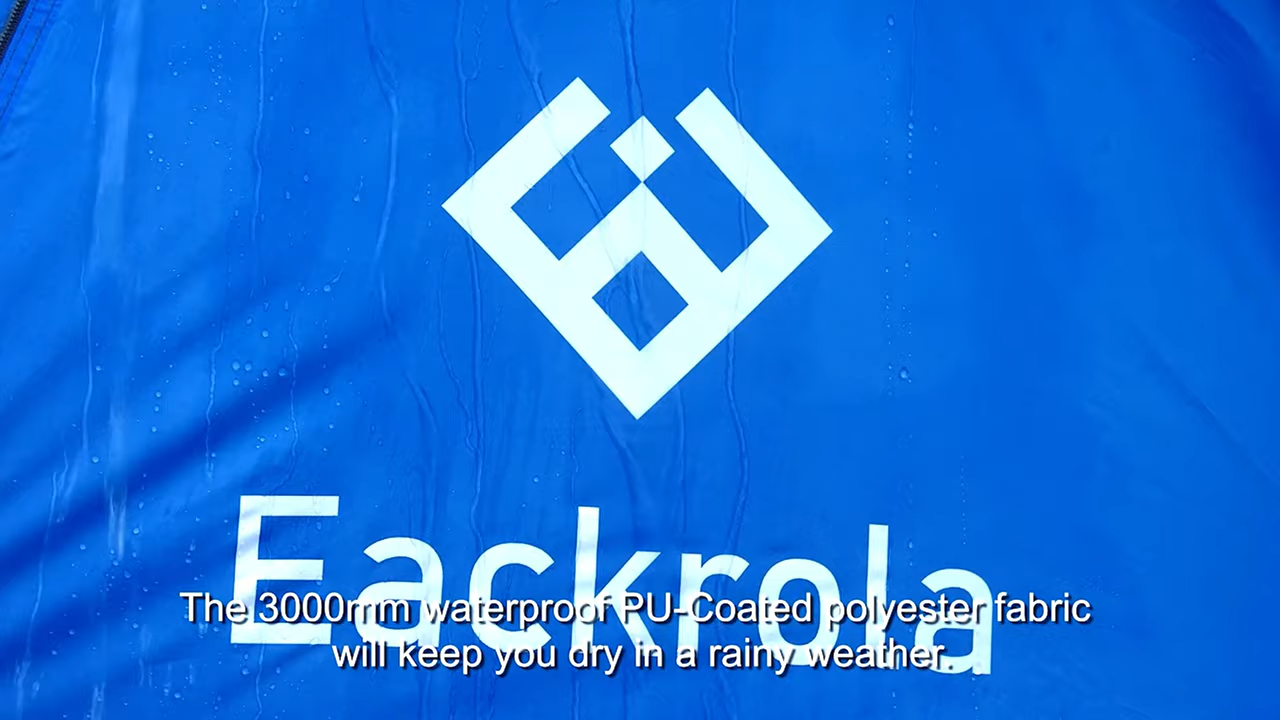 Eackrola
The 3000mm waterproof PU-Coated polyester fabric
will keep you dry in a rainy weather.